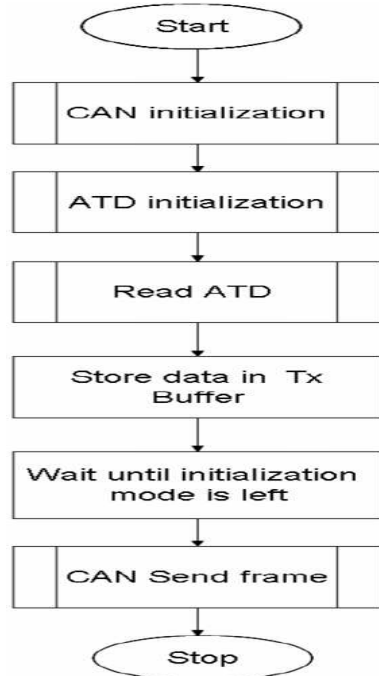 Start
CAN initialization
ATD initialization
Read ATD
Store data in Tx
Buffer
Wait until initialization
mode is left
CAN Send frame
Stop